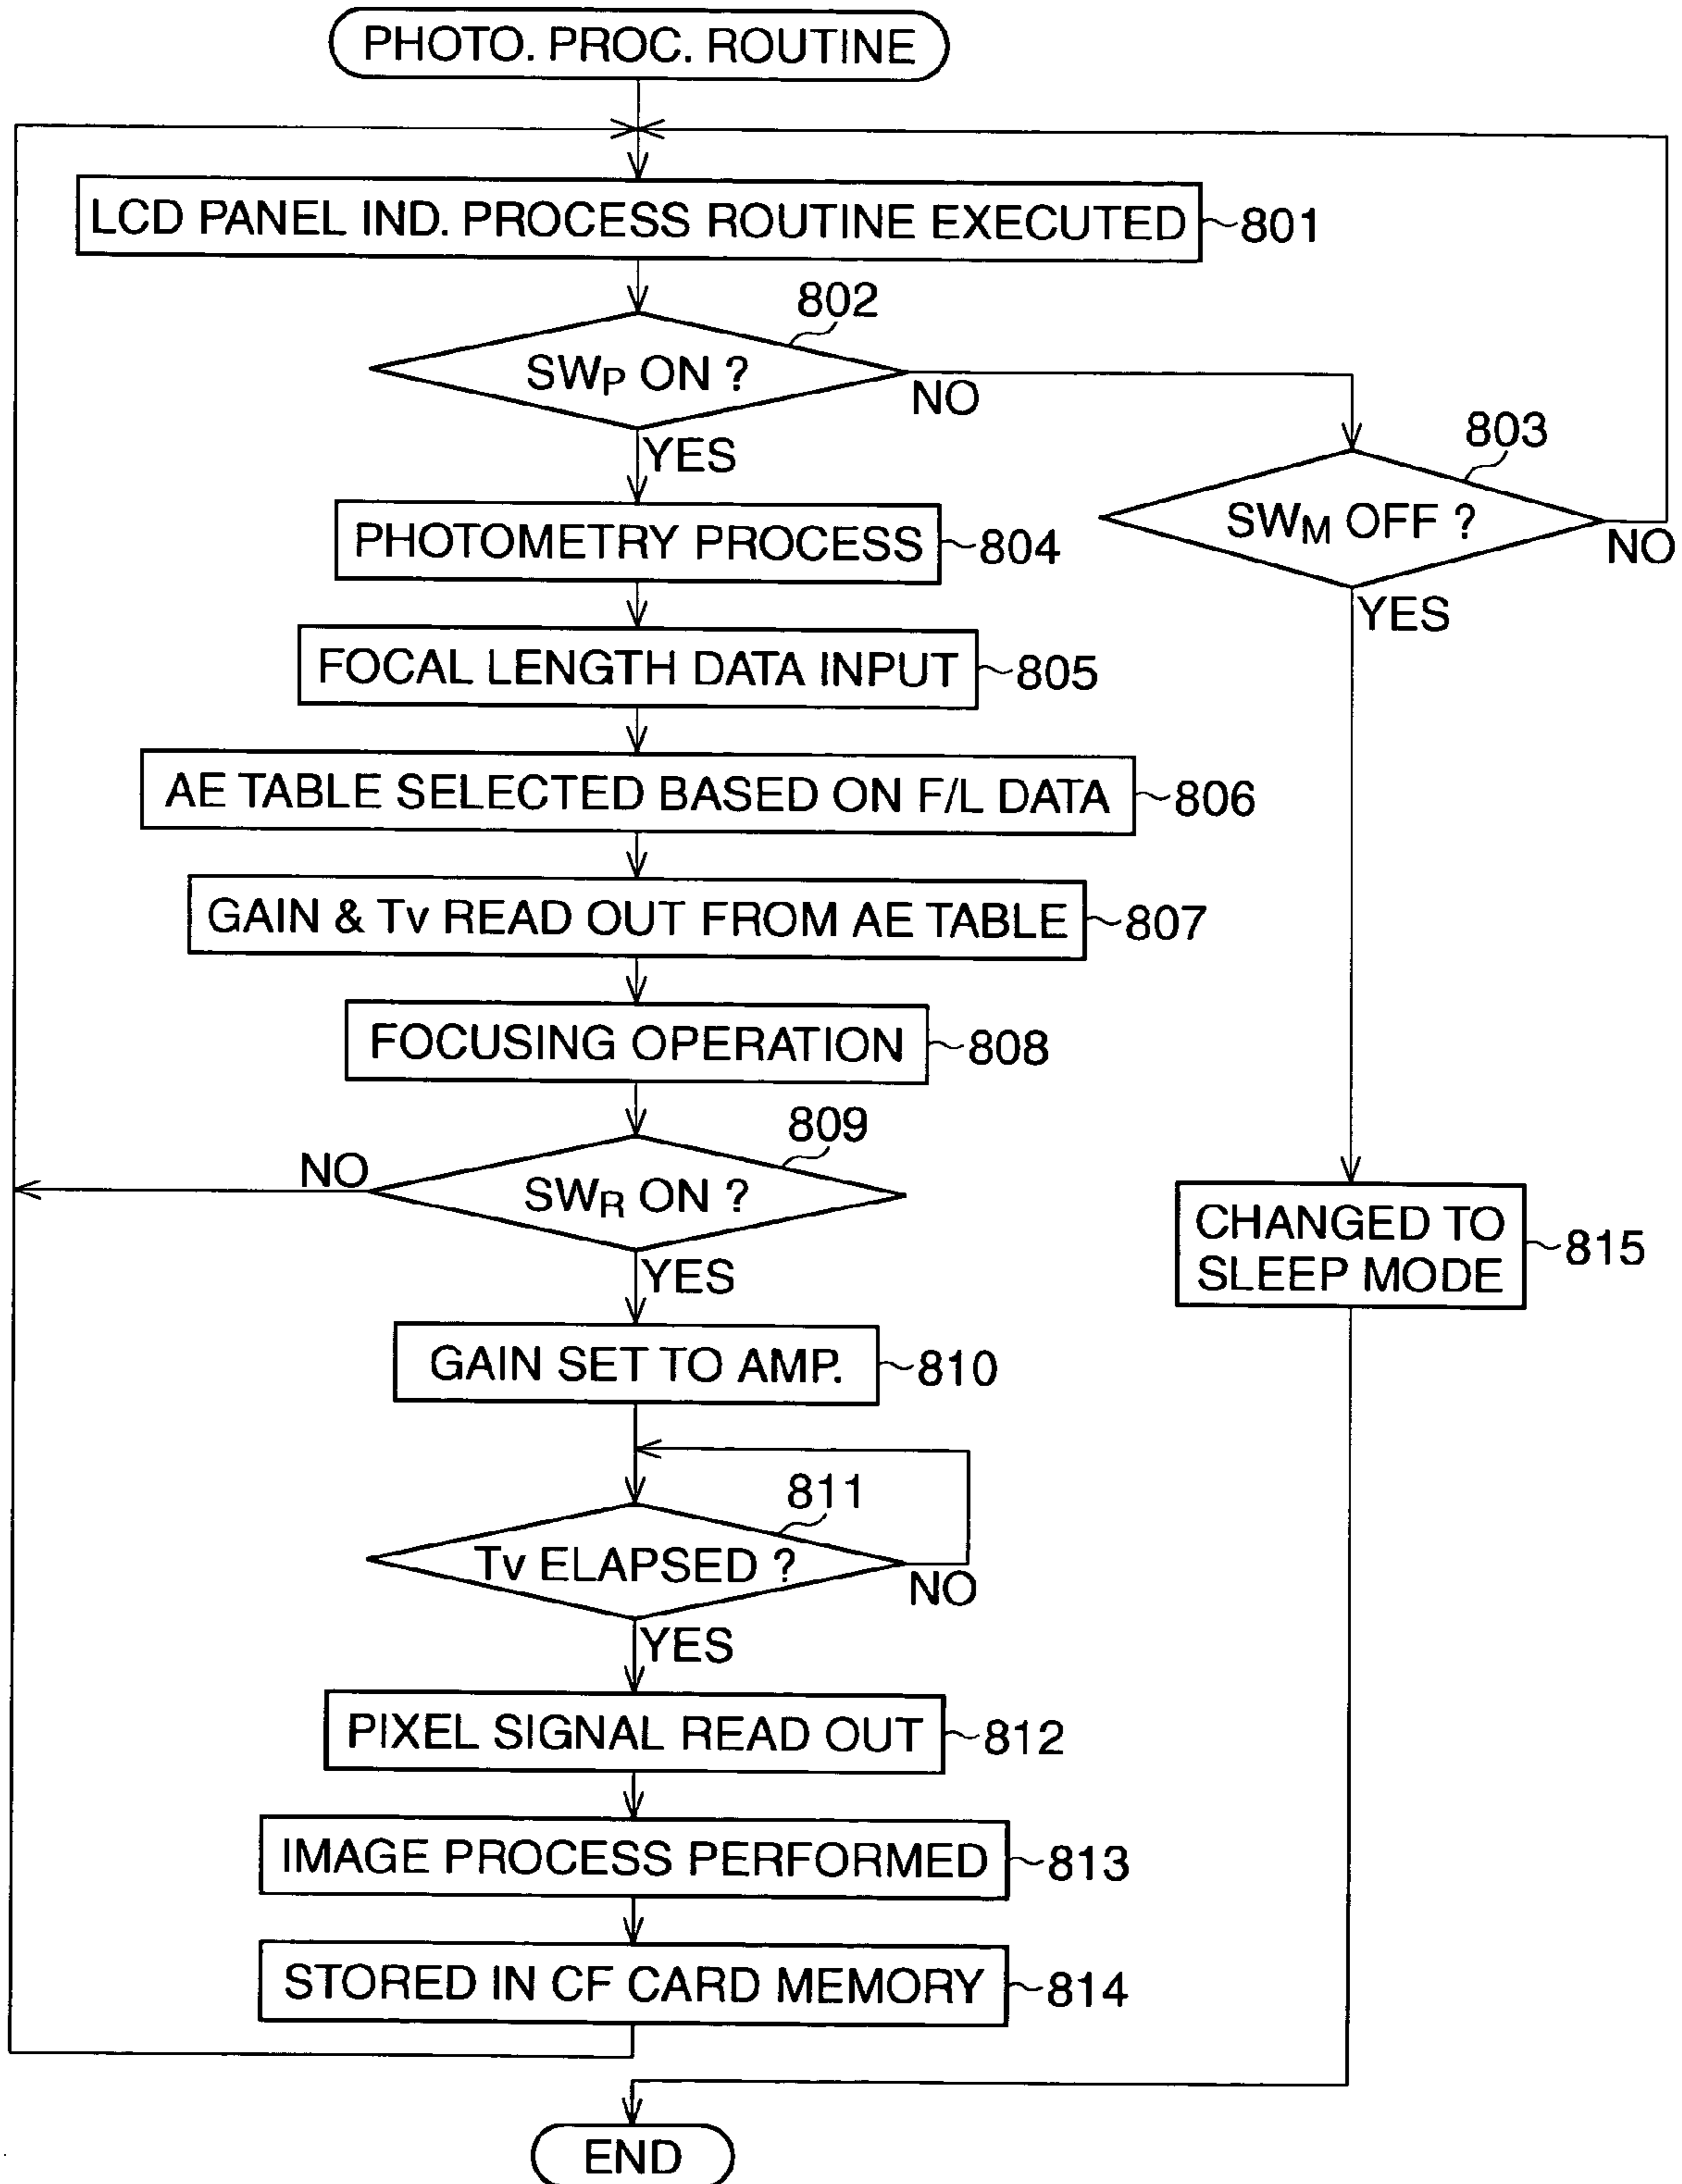 PHOTO. PROC. ROUTINE
LCD PANEL IND. PROCESS ROUTINE EXECUTED
801
802
SWP ON ?
NO
YES
803
SWM OFF ?
NO
YES
PHOTOMETRY PROCESS
804
FOCAL LENGTH DATA INPUT
805
AE TABLE SELECTED BASED ON F/L DATA
806
GAIN & Tv READ OUT FROM AE TABLE
807
FOCUSING OPERATION
808
809
SWR ON ?
NO
YES
CHANGED TO
SLEEP MODE
815
GAIN SET TO AMP.
810
811
Tv ELAPSED ?
NO
YES
PIXEL SIGNAL READ OUT
812
IMAGE PROCESS PERFORMED
813
STORED IN CF CARD MEMORY
814
END